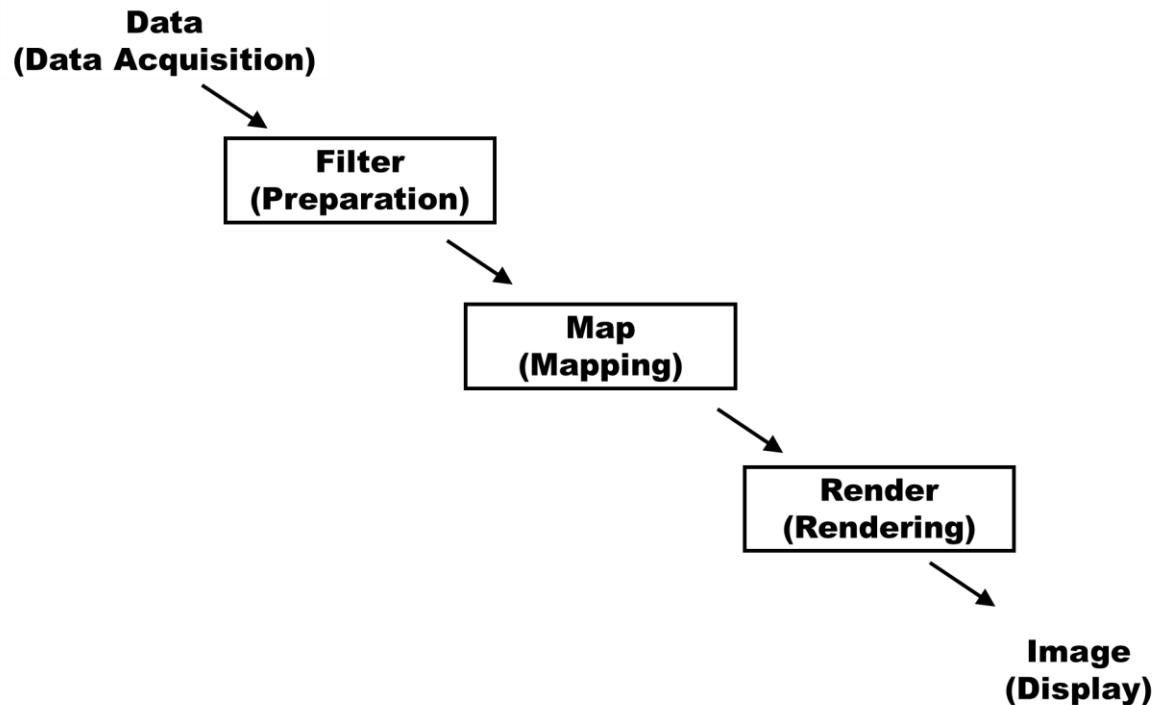 Data
(Data Acquisition)
Filter
(Preparation)
Map
(Mapping)
Render
(Rendering)
Image
(Display)